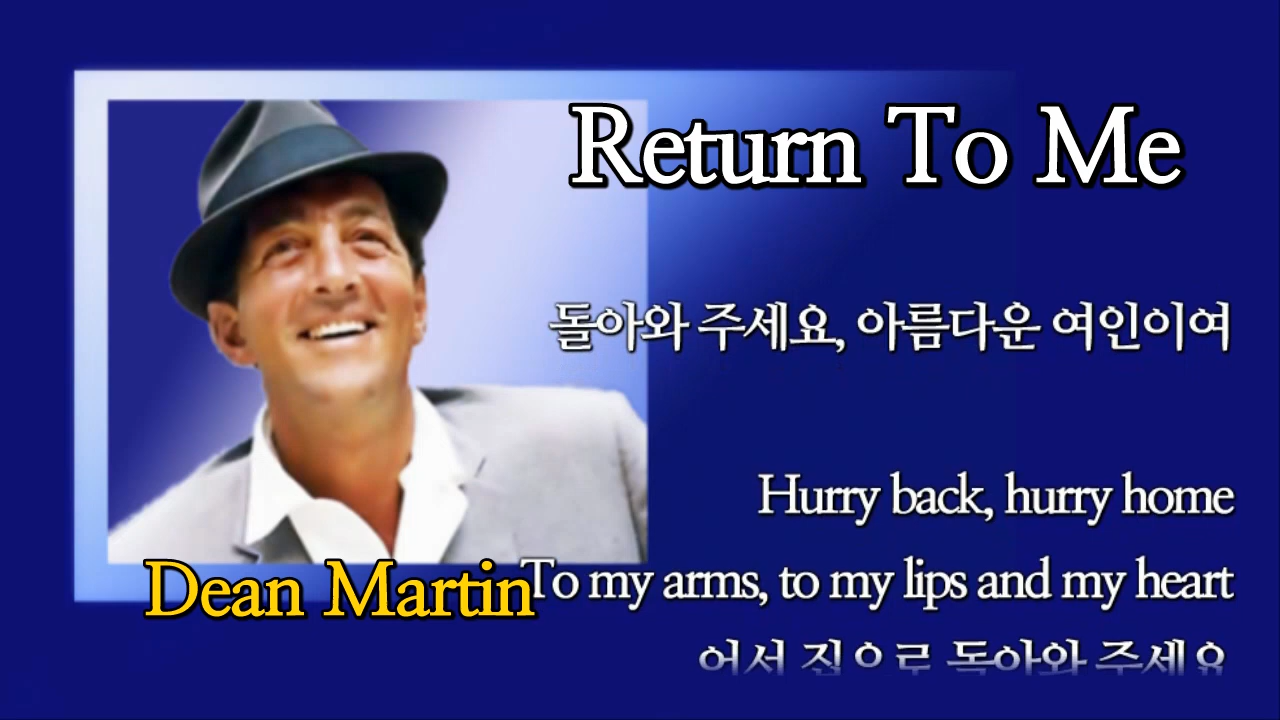 Return To Me
돌아와 주세요, 아름다운 여인이여
Hurry back, hurry home
Dean Martin
To my arms, to my lips and my heart
어서 집으로 돌아와 주세요